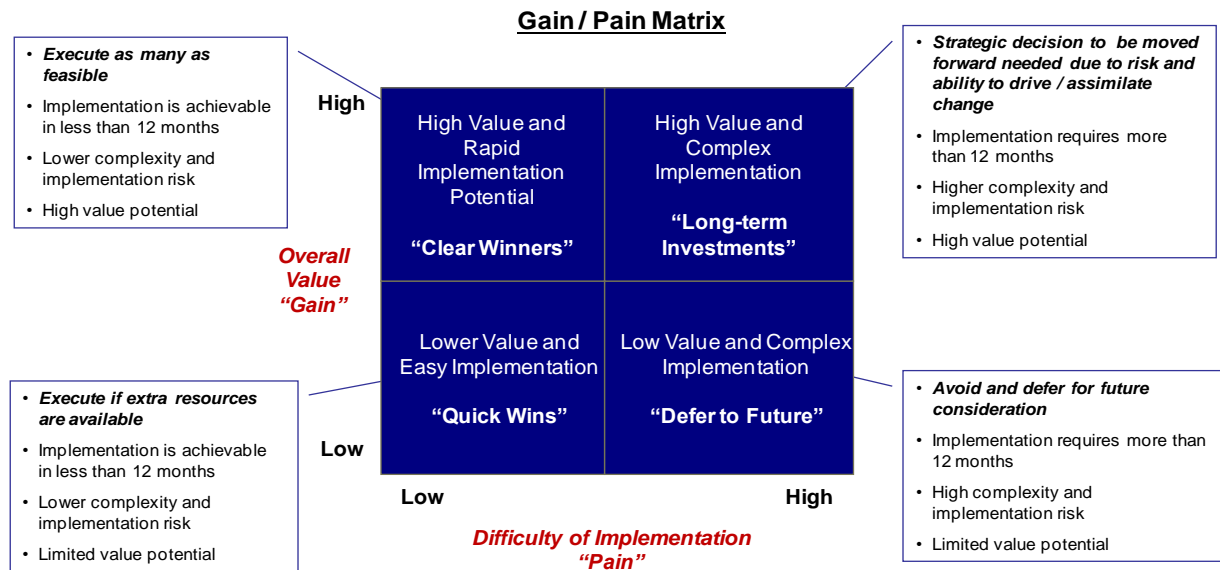 Gain / Pain Matrix
• Execute as many as
feasible
• Implementation is achievable
in less than 12 months
• Lower complexity and
implementation risk
• High value potential
• Strategic decision to be moved
forward needed due to risk and
ability to drive / assimilate
change
• Implementation requires more
than 12 months
• Higher complexity and
implementation risk
• High value potential
High
High Value and
Rapid
Implementation
Potential
“Clear Winners”
High Value and
Complex
Implementation
“Long-term
Investments”
Overall
Value
“Gain”
Lower Value and
Easy Implementation
“Quick Wins”
Low Value and Complex
Implementation
“Defer to Future”
• Execute if extra resources
are available
• Implementation is achievable
in less than 12 months
• Lower complexity and
implementation risk
• Limited value potential
• Avoid and defer for future
consideration
• Implementation requires more than
12 months
• High complexity and
implementation risk
• Limited value potential
Low
Low
High
Difficulty of Implementation
“Pain”